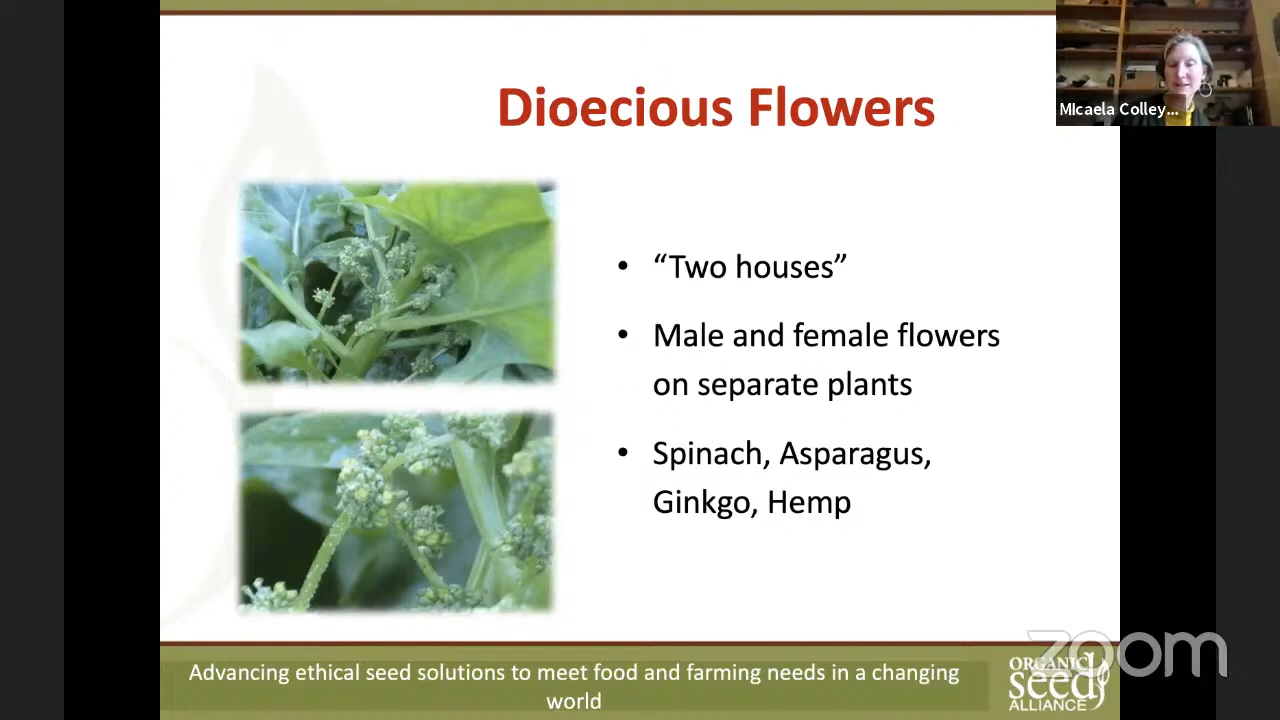 Dioecious Flowers
MIcaela Colley...
• “Two houses”
• Male and female flowers
on separate plants
• Spinach, Asparagus,
Ginkgo, Hemp
Advancing ethical seed solutions to meet food and farming needs in a changing
world
ORGANIC
seed
ALLIANCE
zoom